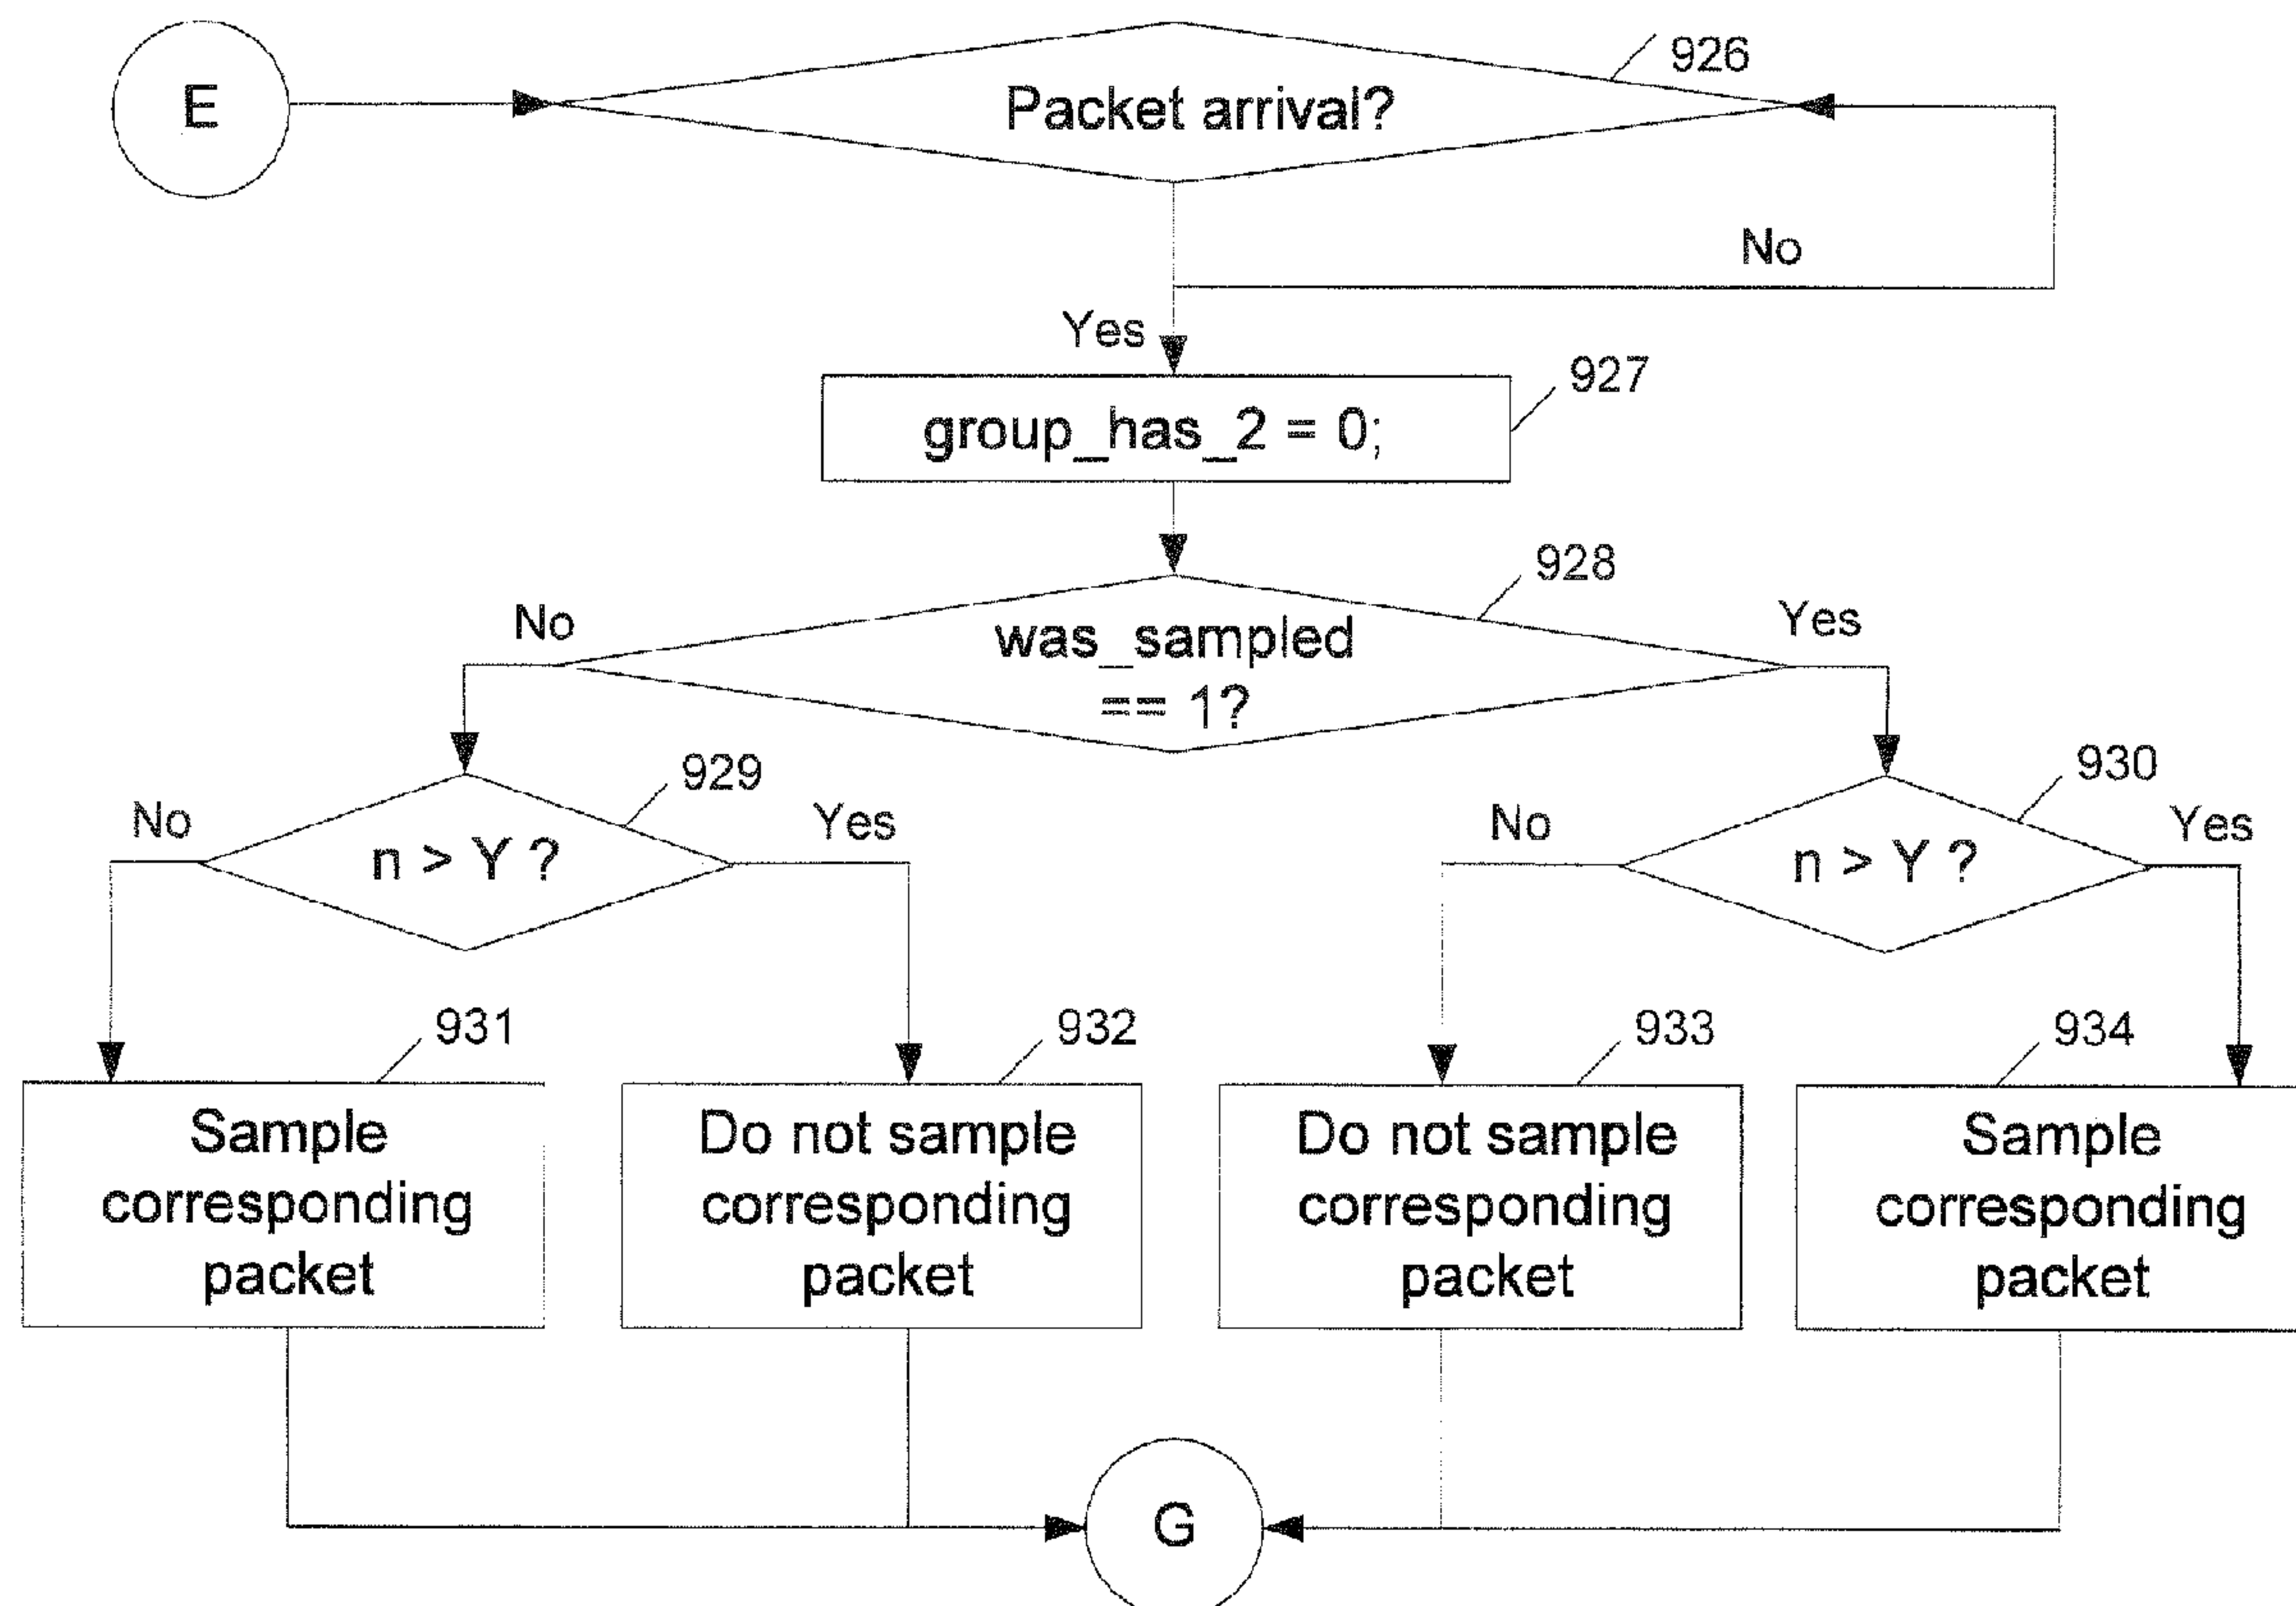 E
Packet arrival?
926
No
Yes
group_has_2 = 0;
927
No
was_sampled
== 1?
928
Yes
No
n > Y ?
929
Yes
No
n > Y ?
930
Yes
931
Sample
corresponding
packet
932
Do not sample
corresponding
packet
933
Do not sample
corresponding
packet
934
Sample
corresponding
packet
G